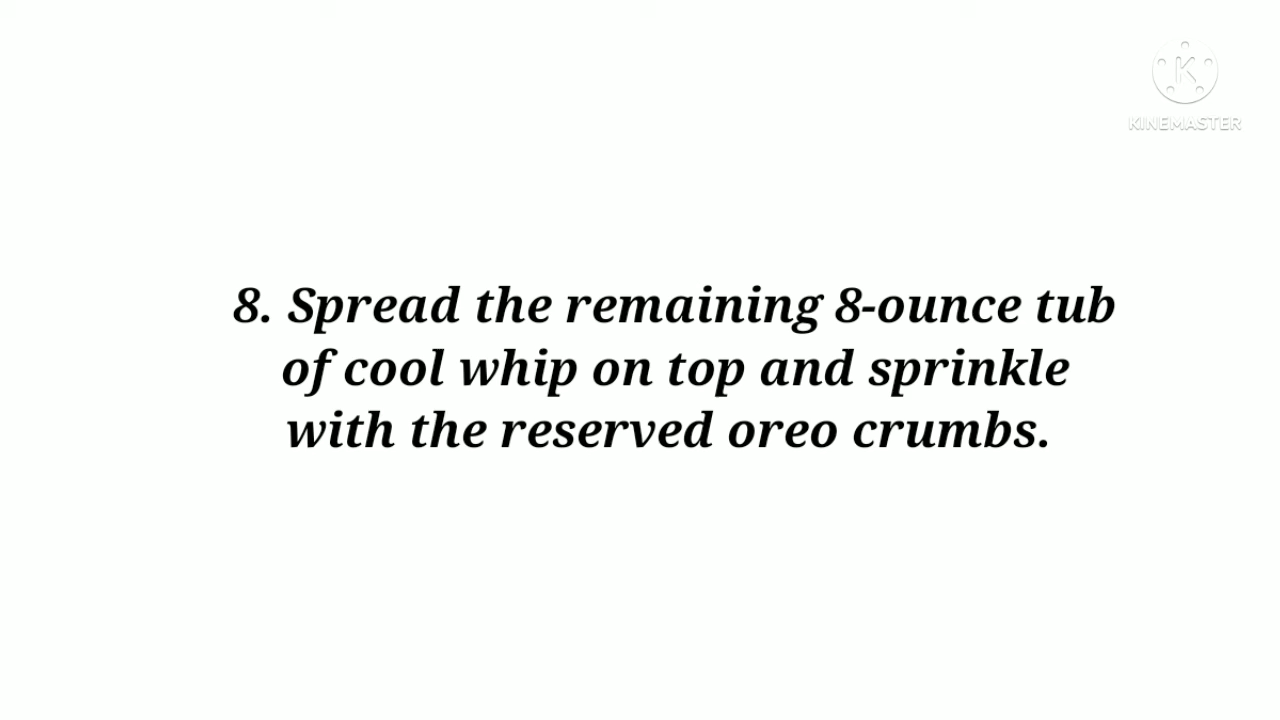 KINEMASTER
8. Spread the remaining 8-ounce tub
of cool whip on top and sprinkle
with the reserved oreo crumbs.